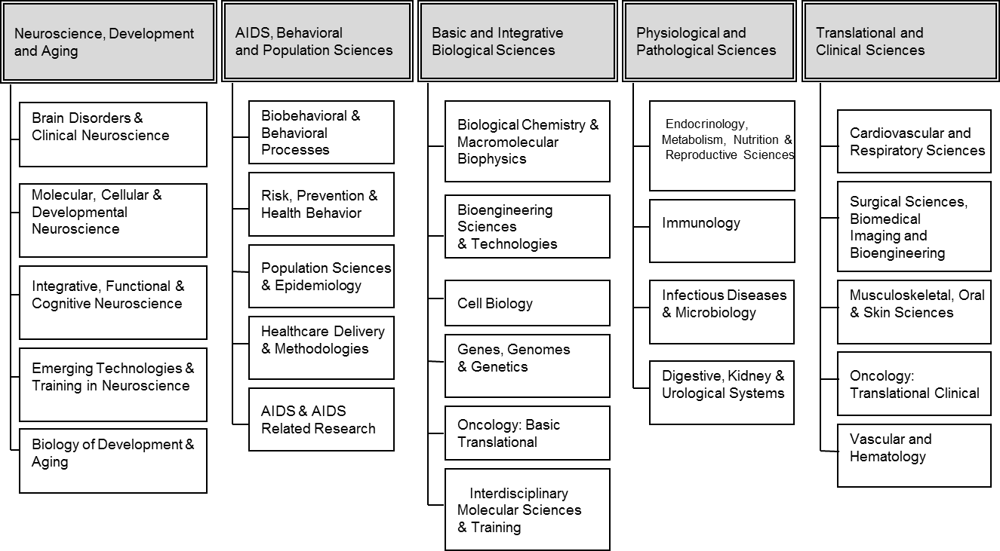 Neuroscience, Development
and Aging
Brain Disorders &
Clinical Neuroscience
Molecular, Cellular &
Developmental
Neuroscience
Integrative, Functional &
Cognitive Neuroscience
Emerging Technologies &
Training in Neuroscience
Biology of Development &
Aging
AIDS, Behavioral
and Population Sciences
Biobehavioral &
Behavioral
Processes
Risk, Prevention &
Health Behavior
Population Sciences
& Epidemiology
Healthcare Delivery
& Methodologies
AIDS & AIDS
Related Research
Basic and Integrative
Biological Sciences
Biological Chemistry &
Macromolecular
Biophysics
Bioengineering
Sciences
& Technologies
Cell Biology
Genes, Genomes
& Genetics
Oncology: Basic
Translational
Interdisciplinary
Molecular Sciences
& Training
Physiological and
Pathological Sciences
Endocrinology,
Metabolism, Nutrition &
Reproductive Sciences
Immunology
Infectious Diseases
& Microbiology
Digestive, Kidney &
Urological Systems
Translational and
Clinical Sciences
Cardiovascular and
Respiratory Sciences
Surgical Sciences,
Biomedical
Imaging and
Bioengineering
Musculoskeletal, Oral
& Skin Sciences
Oncology:
Translational Clinical
Vascular and
Hematology